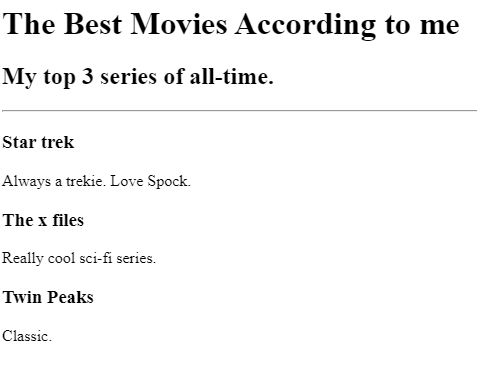 The Best Movies According to me
My top 3 series of all-time.
Star trek
Always a trekie. Love Spock.
The x files
Really cool sci-fi series.
Twin Peaks
Classic.